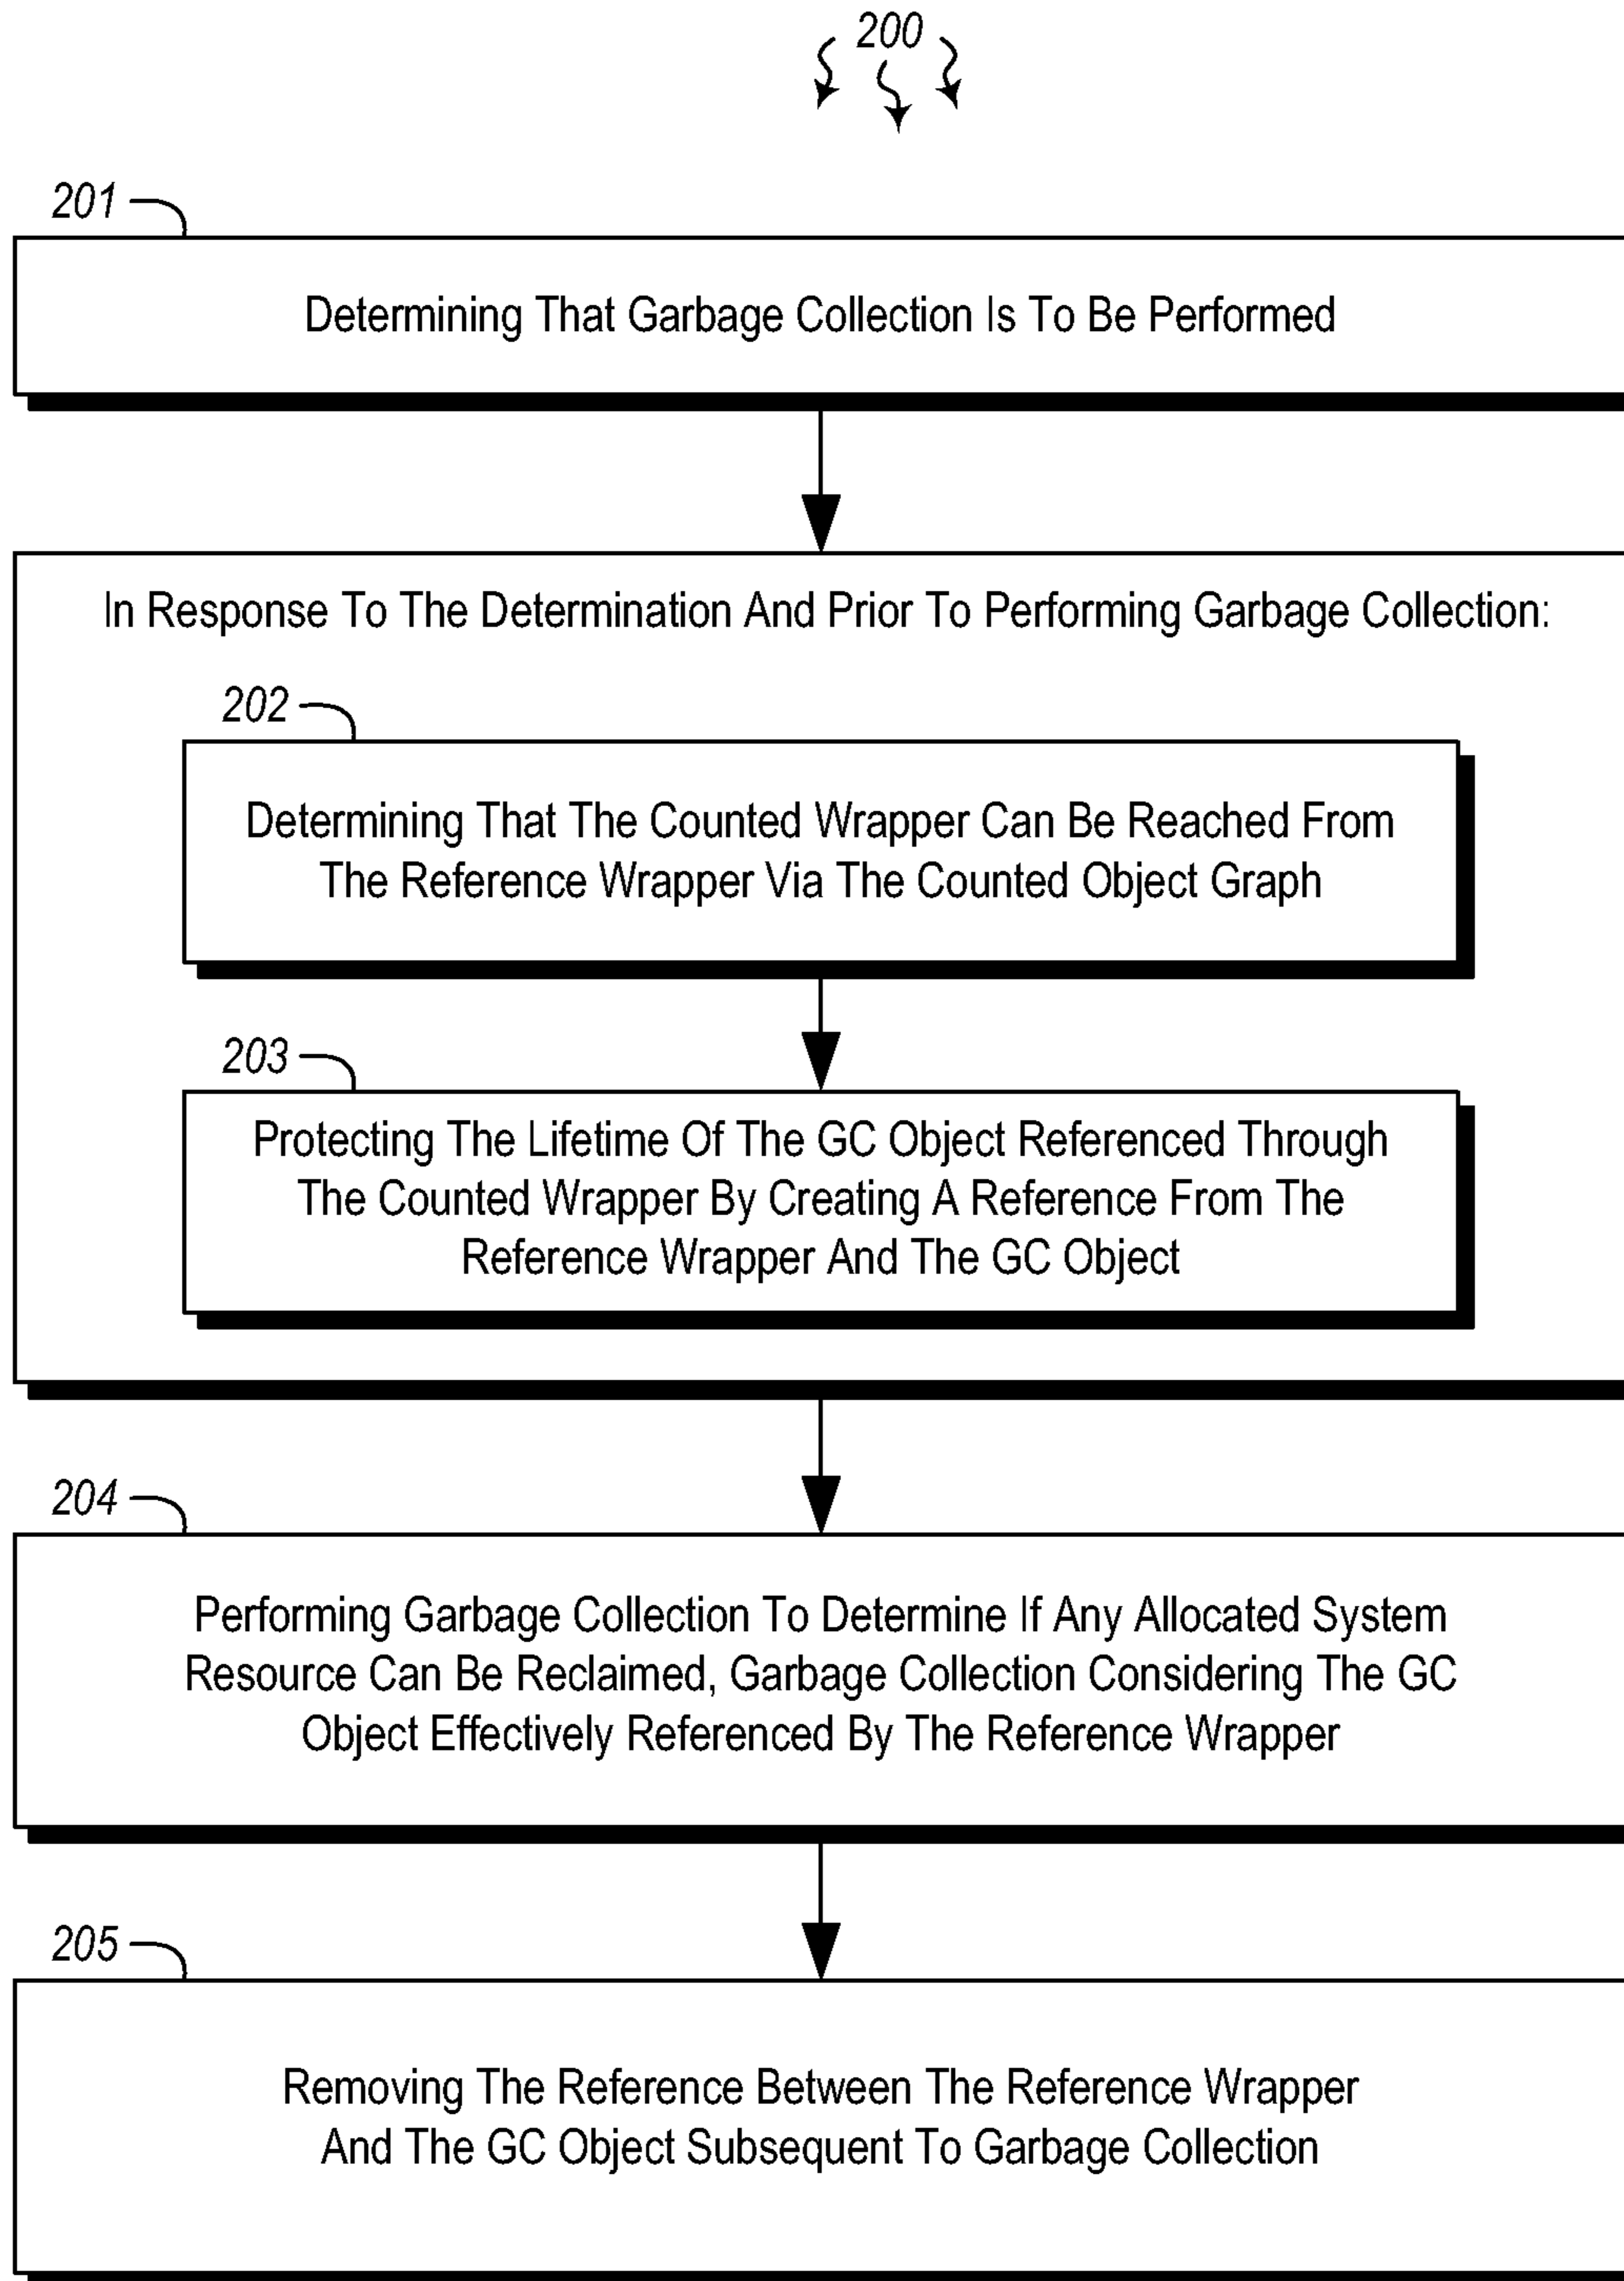 200
201
Determining That Garbage Collection Is To Be Performed
In Response To The Determination And Prior To Performing Garbage Collection:
202
Determining That The Counted Wrapper Can Be Reached From
The Reference Wrapper Via The Counted Object Graph
203
Protecting The Lifetime Of The GC Object Referenced Through
The Counted Wrapper By Creating A Reference From The
Reference Wrapper And The GC Object
204
Performing Garbage Collection To Determine If Any Allocated System
Resource Can Be Reclaimed, Garbage Collection Considering The GC
Object Effectively Referenced By The Reference Wrapper
205
Removing The Reference Between The Reference Wrapper
And The GC Object Subsequent To Garbage Collection